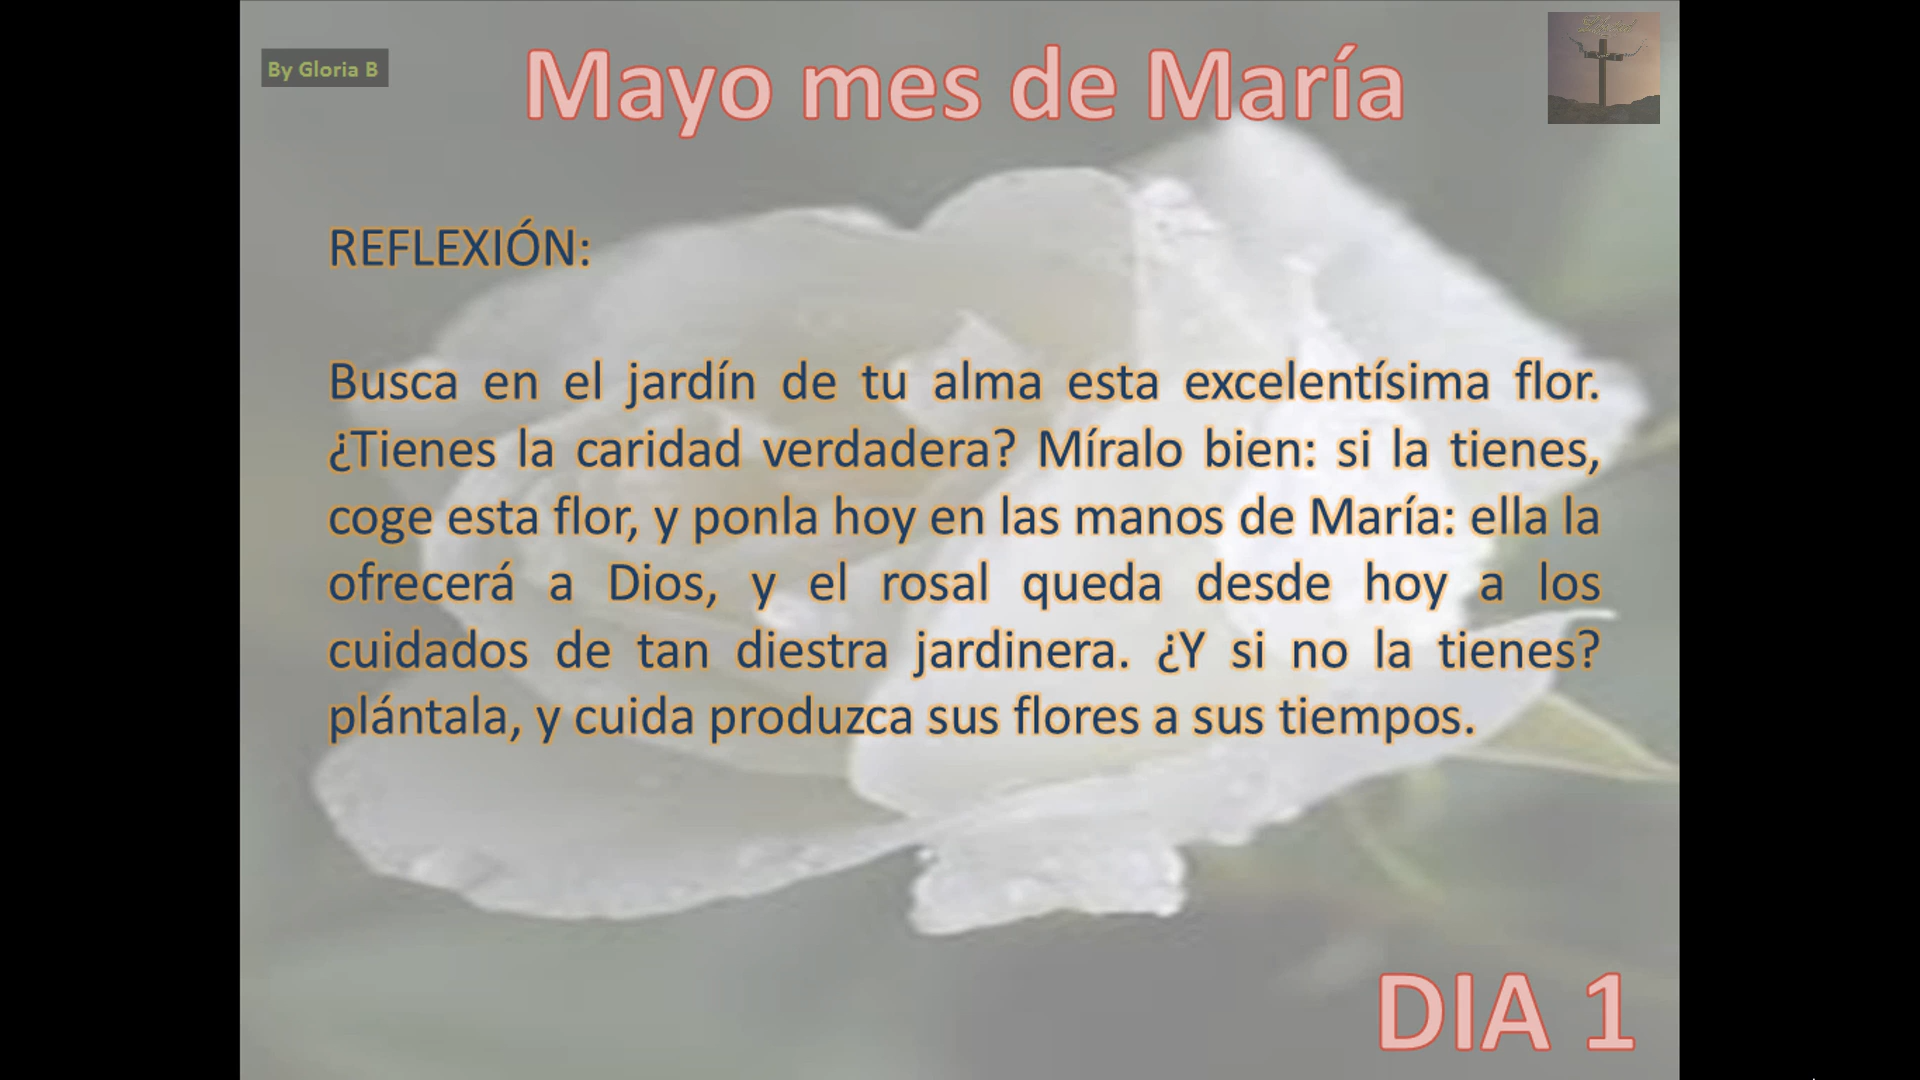 By Gloria B
Mayo mes de María
REFLEXIÓN:
Busca en el jardín de tu alma esta excelentísima flor.
¿Tienes la caridad verdadera? Míralo bien: si la tienes,
coge esta flor, y ponla hoy en las manos de María: ella la
ofrecerá a Dios, y el rosal queda desde hoy a los
cuidados de tan diestra jardinera. ¿Y si no la tienes?
plántala, y cuida produzca sus flores a sus tiempos.
DIA 1